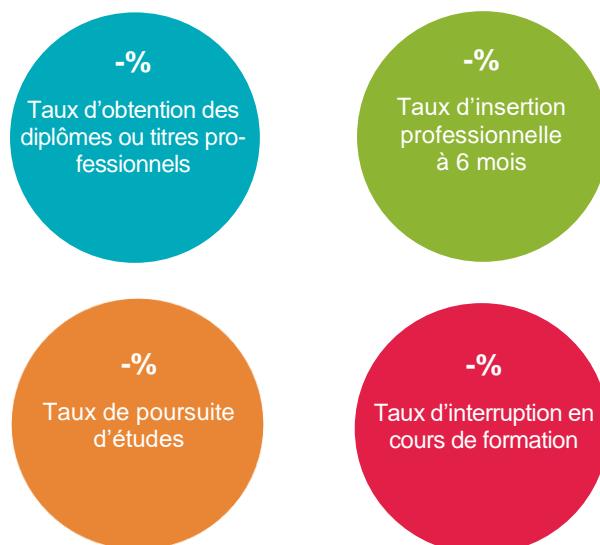 -%
Taux d’obtention des
diplômes ou titres pro-
fessionnels
-%
Taux d’insertion
professionnelle
à 6 mois
-%
Taux de poursuite
d’études
-%
Taux d’interruption en
cours de formation